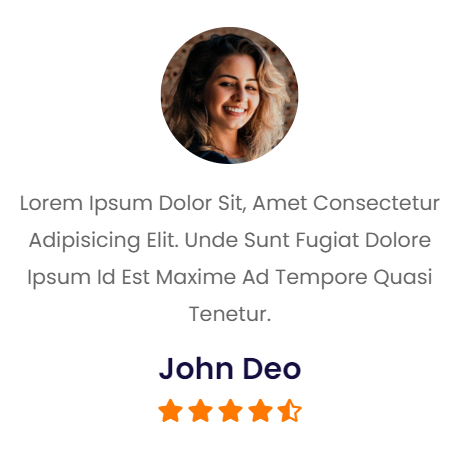 Lorem Ipsum Dolor Sit, Amet Consectetur
Adipisicing Elit. Unde Sunt Fugiat Dolore
Ipsum Id Est Maxime Ad Tempore Quasi
Tenetur.
John Deo